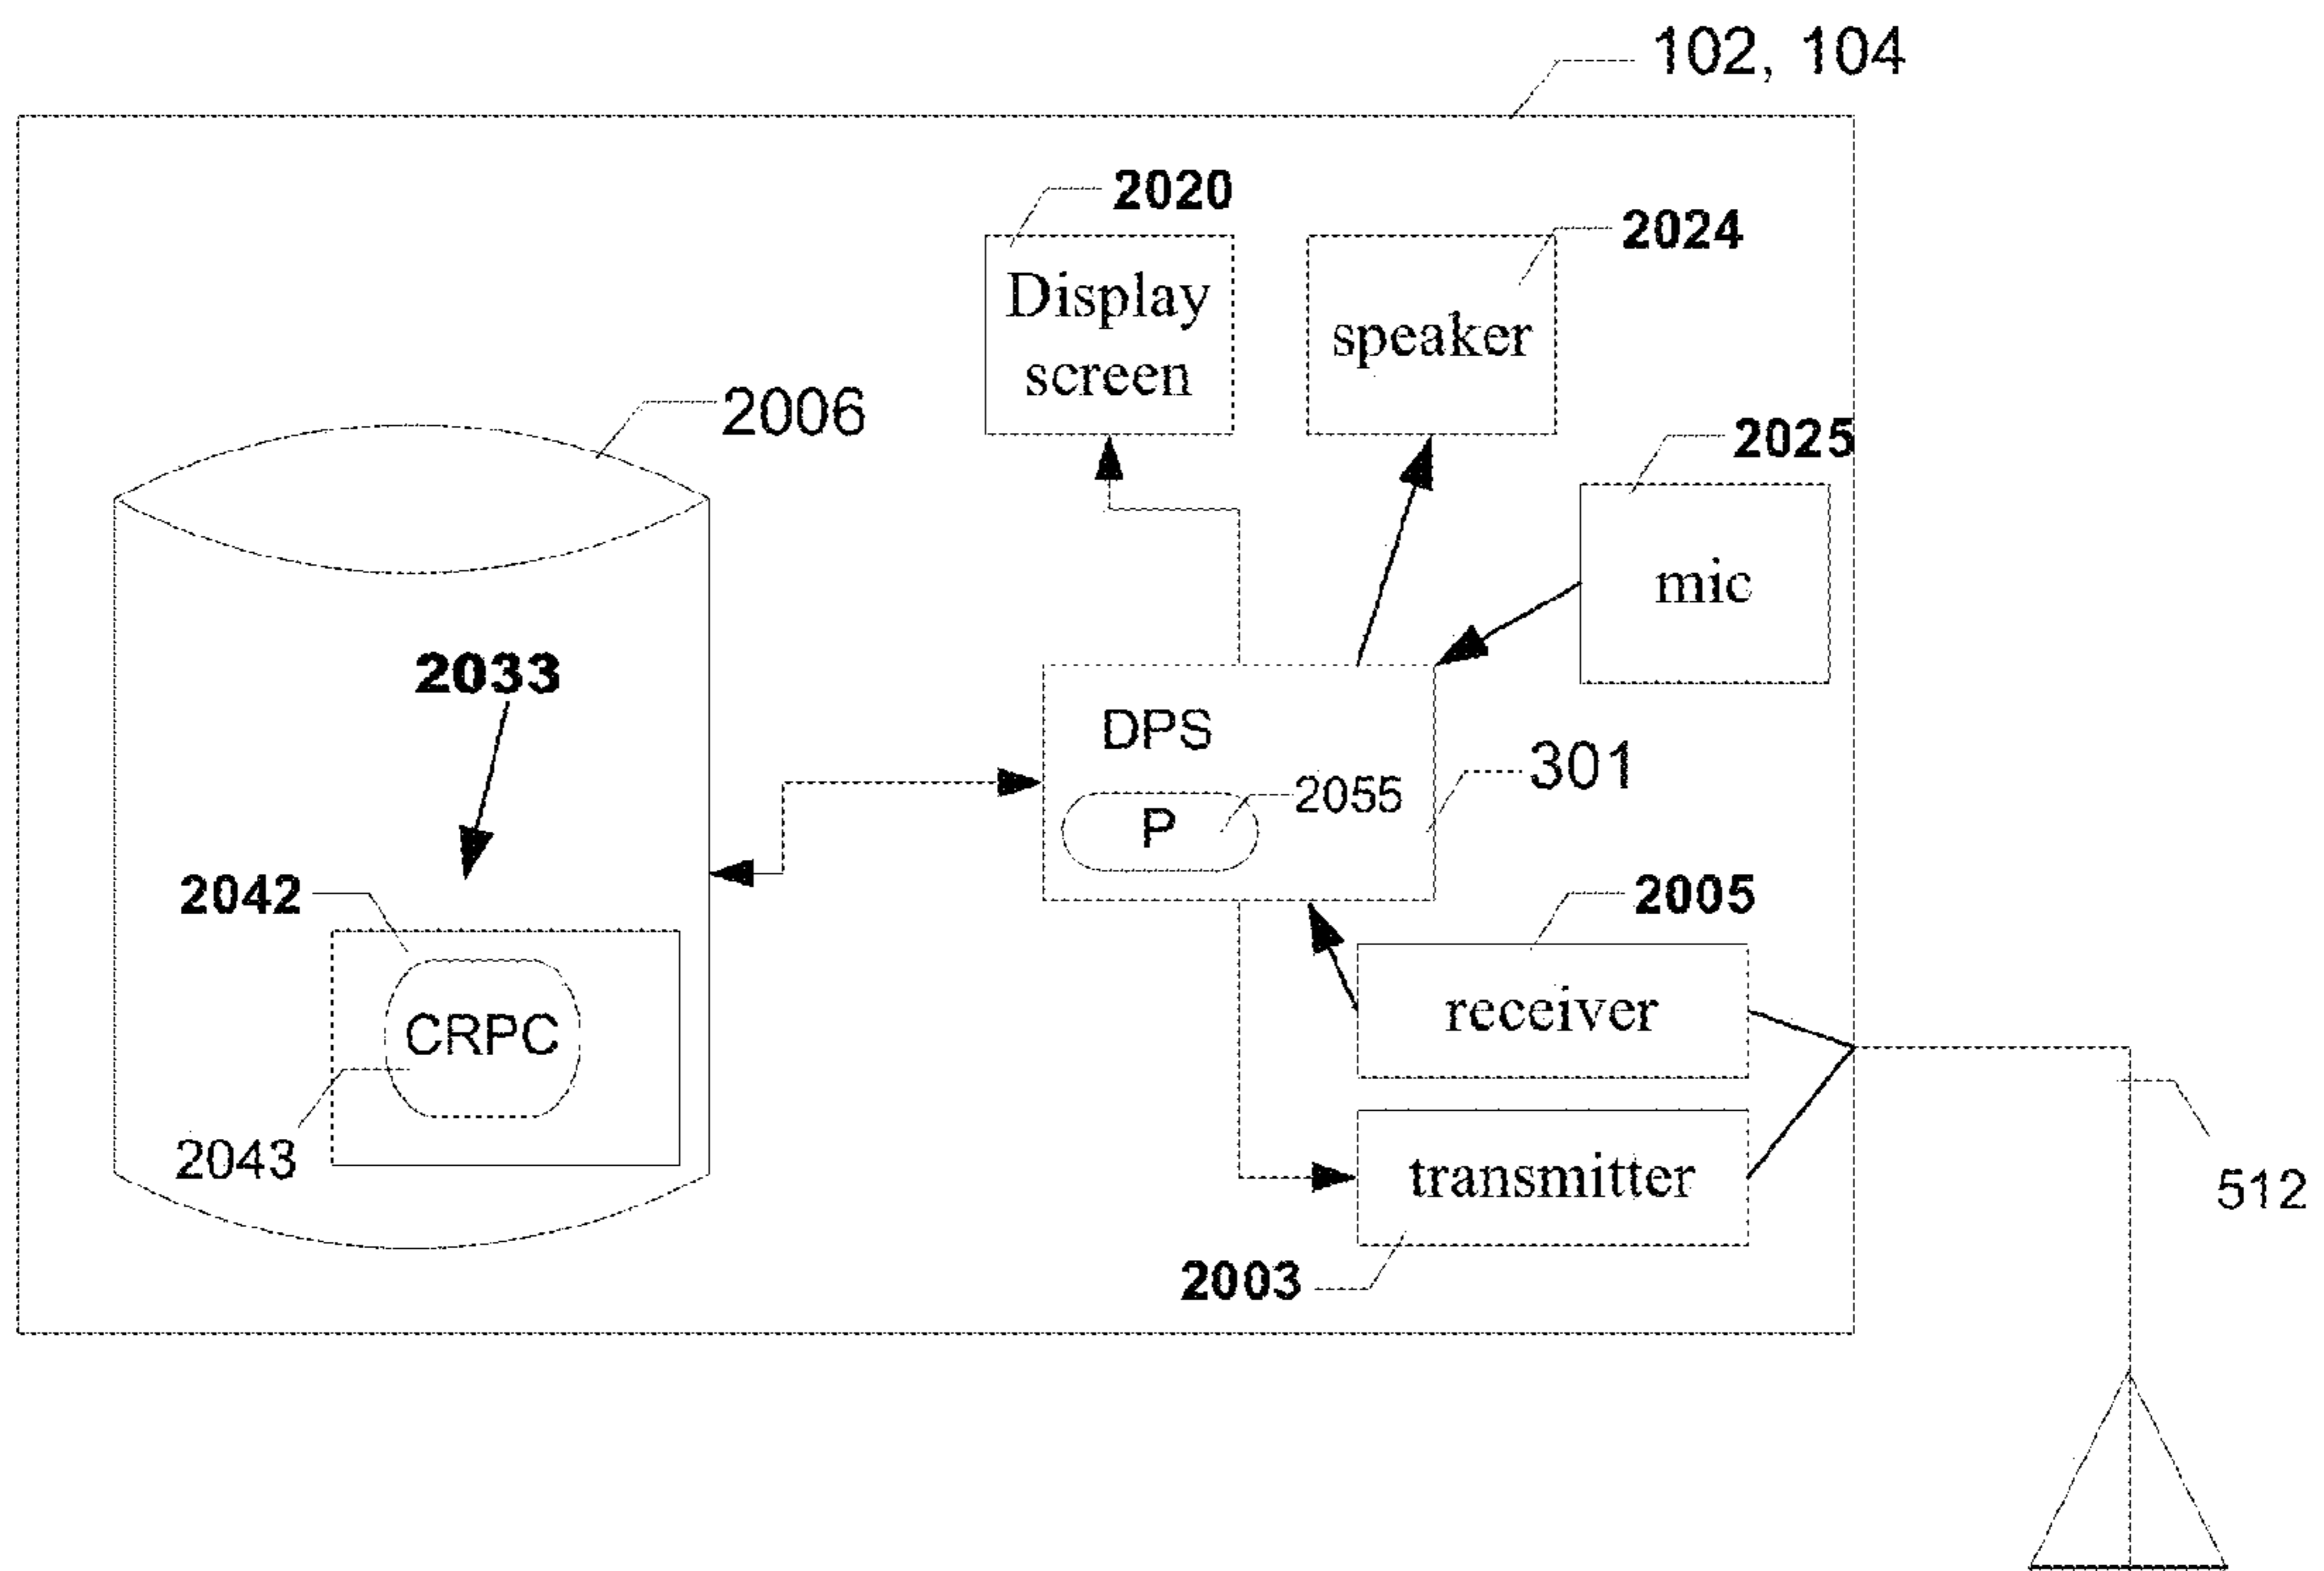 102, 104
2020
2024
Display
screen
speaker
2006
2025
mic
2033
DPS
301
2055
P
2042
2005
CRPC
receiver
2043
transmitter
512
2003